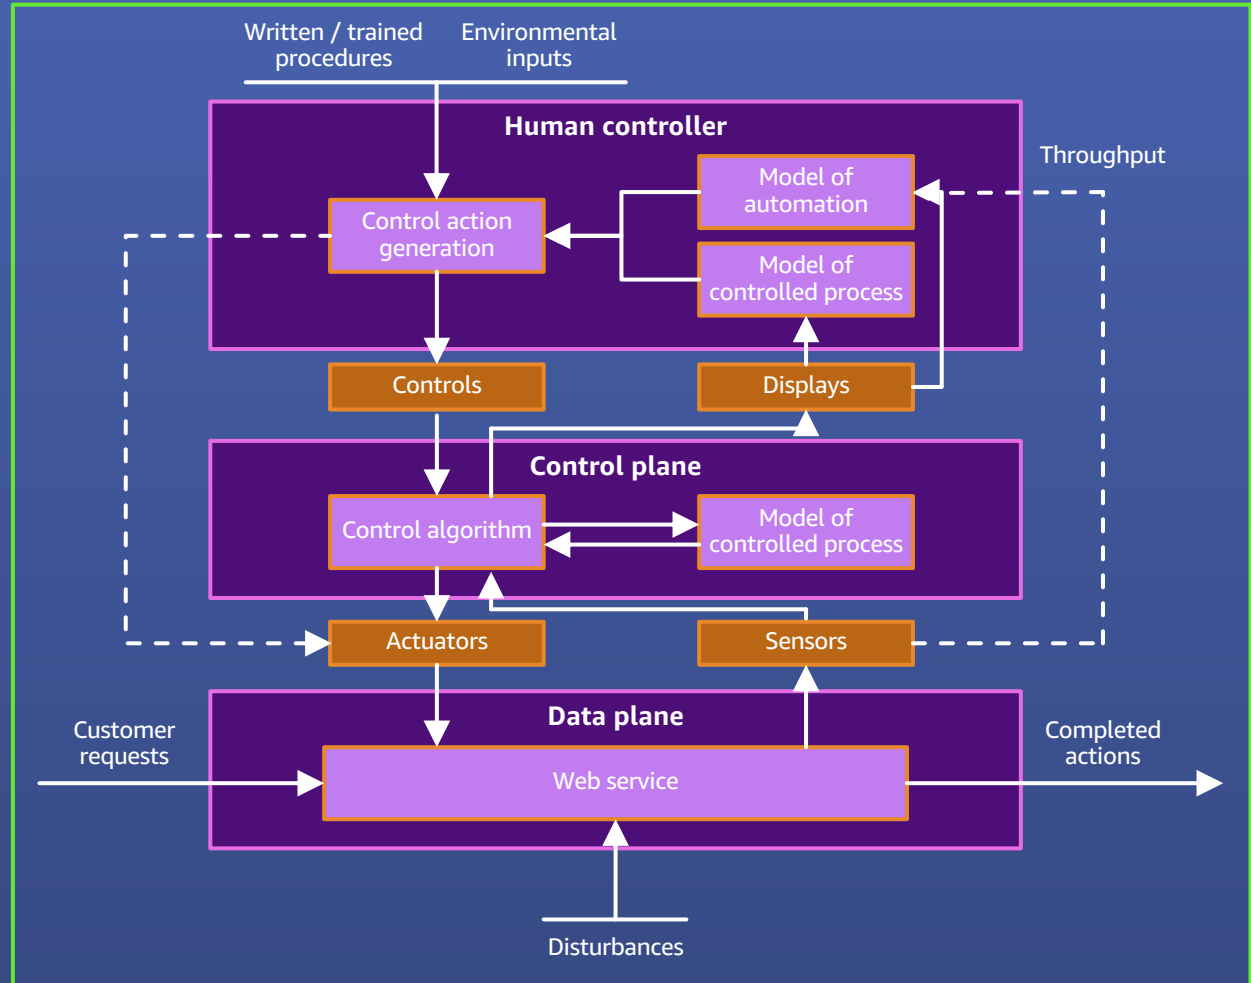 Written / trained
procedures
Environmental
inputs
Human controller
Throughput
Model of
automation
Control action
generation
Model of
controlled process
Controls
Displays
Control plane
Control algorithm
Model of
controlled process
Actuators
Sensors
Data plane
Customer
requests
Web service
Completed
actions
Disturbances